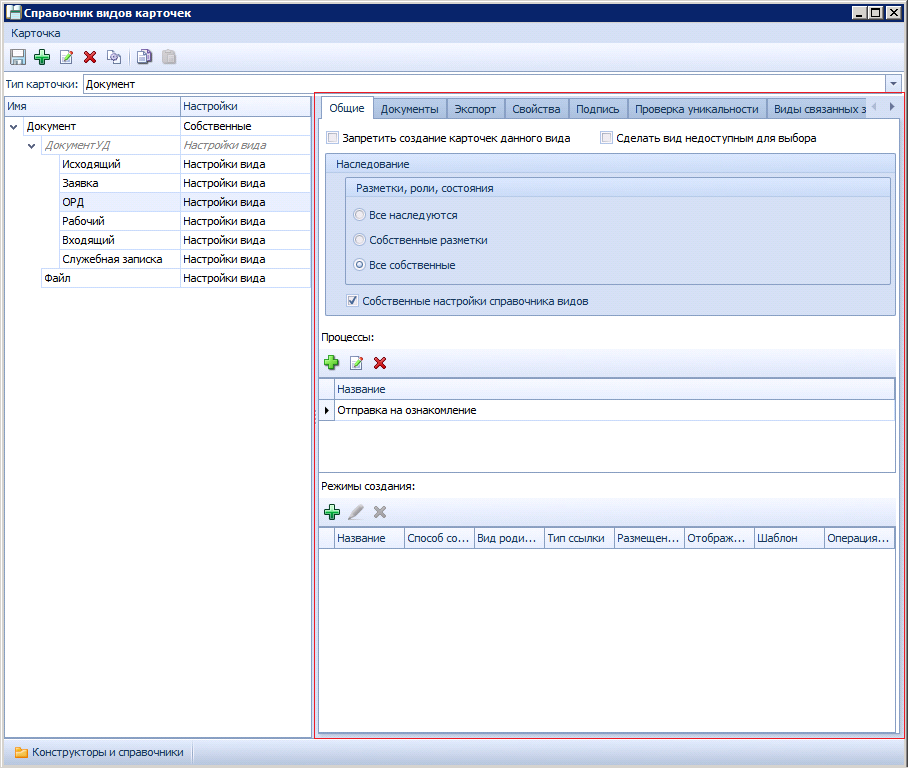 Справочник видов карточек
Карточка
Тип карточки: Документ
Имя Настройки
Документ Собственные
ДокументУД Настройки вида
Исходящий Настройки вида
Заявка Настройки вида
ОРД Настройки вида
Рабочий Настройки вида
Входящий Настройки вида
Служебная записка Настройки вида
Файл Настройки вида
Общие Документы Экспорт Свойства Подпись Проверка уникальности Виды связанных з
Запретить создание карточек данного вида Сделать вид недоступным для выбора
Наследование
Разметки, роли, состояния
Все наследуются
Собственные разметки
Все собственные
Собственные настройки справочника видов
Процессы:
Название
Отправка на ознакомление
Режимы создания:
Название Способ со... Вид роди... Тип ссылки Размещен... Отображ... Шаблон Операция...
Конструкторы и справочники